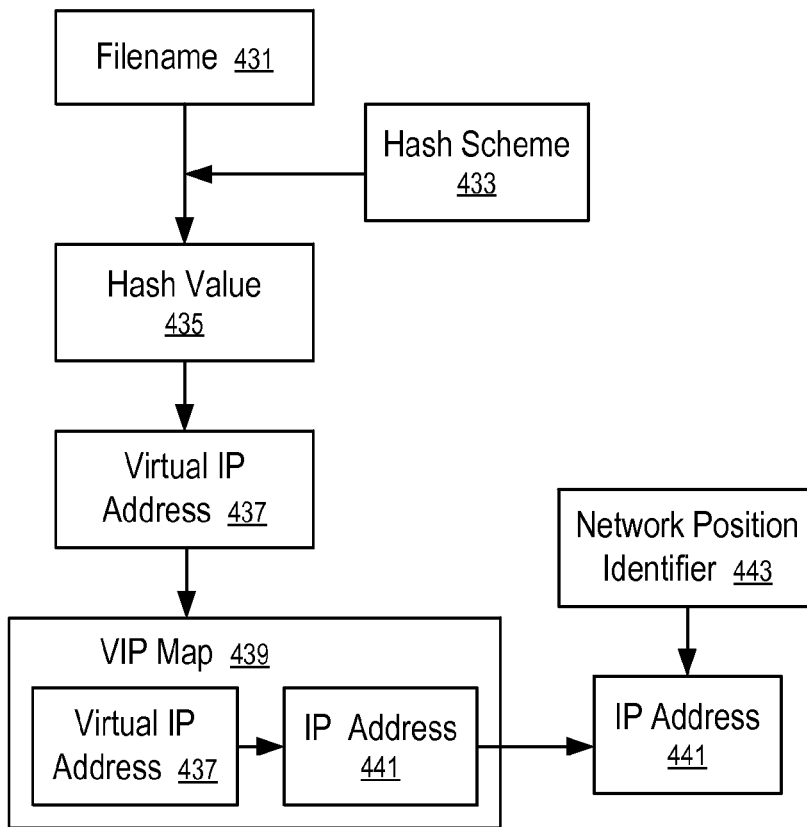 Filename 431
Hash Scheme
433
Hash Value
435
Virtual IP
Address 437
Network Position
Identifier 443
VIP Map 439
Virtual IP
Address 437
IP Address
441
IP Address
441